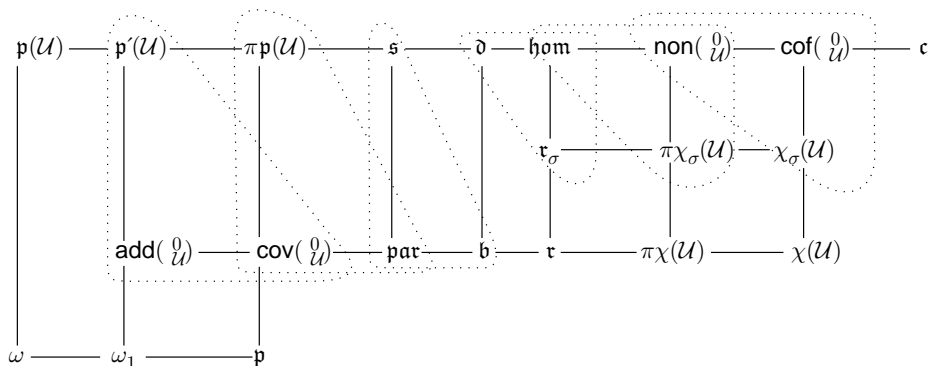 𝔭(𝒰) 𝔭´(𝒰) π𝔭(𝒰) 𝔰 𝔡 𝔥𝔬𝔪 non(⁰𝒰) cof(⁰𝒰) 𝔠
𝔯σ πχσ(𝒰) χσ(𝒰)
add(⁰𝒰) cov(⁰𝒰) 𝔭𝔞𝔯 𝔟 𝔯 πχ(𝒰) χ(𝒰)
ω ω₁ 𝔭